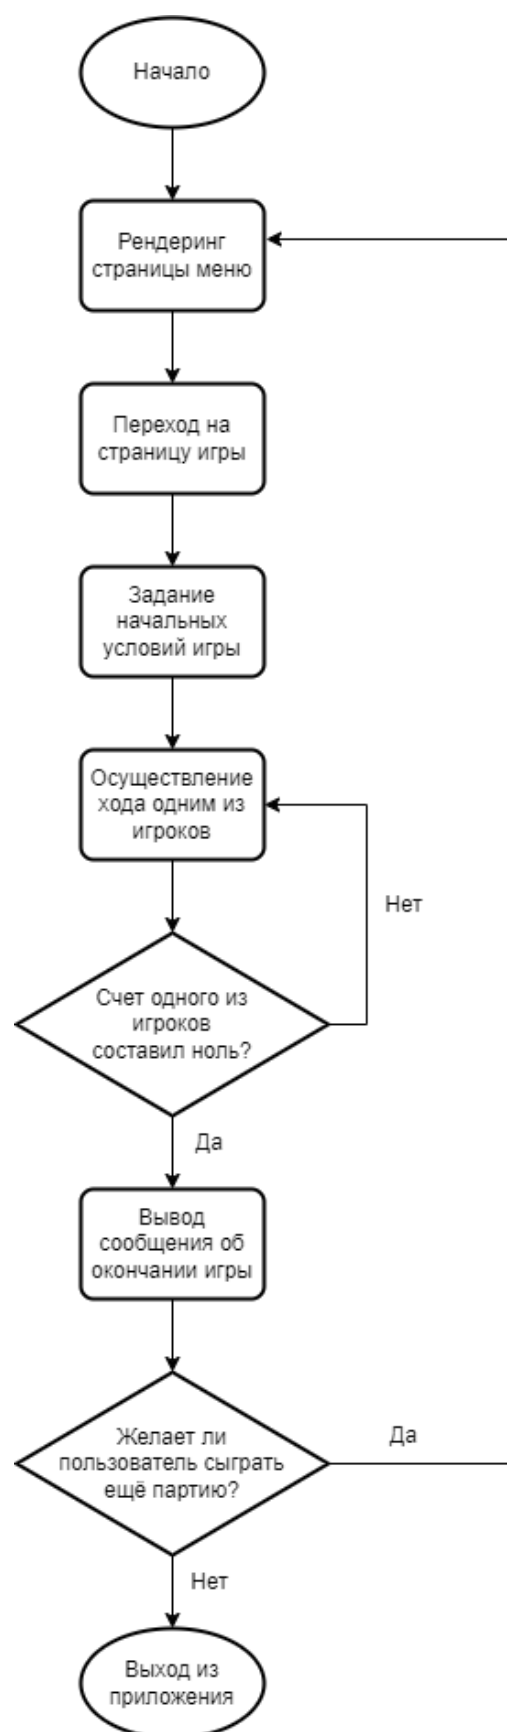 Начало
Рендеринг
страницы меню
Переход на
страницу игры
Задание
начальных
условий игры
Осуществление
хода одним из
игроков
Нет
Счет одного из
игроков
составил ноль?
Да
Вывод
сообщения об
окончании игры
Желает ли
пользователь сыграть
ещё партию?
Да
Нет
Выход из
приложения